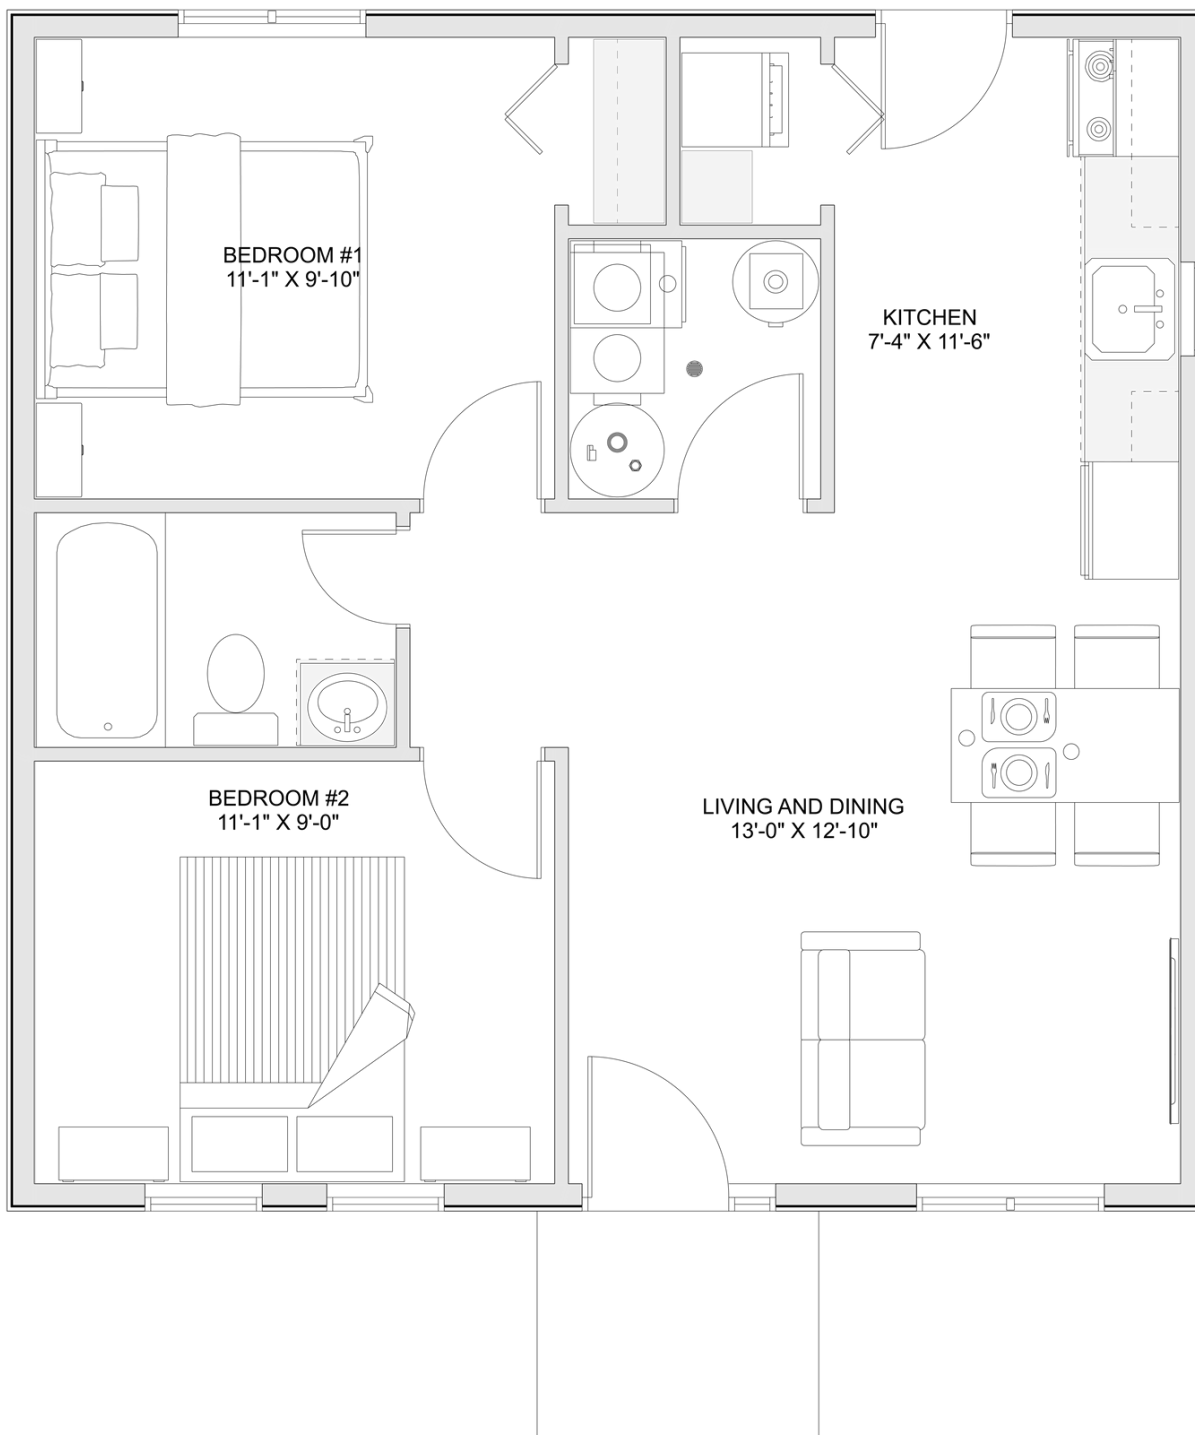 BEDROOM #1
11'-1" X 9'-10"
KITCHEN
7'-4" X 11'-6"
BEDROOM #2
11'-1" X 9'-0"
LIVING AND DINING
13'-0" X 12'-10"